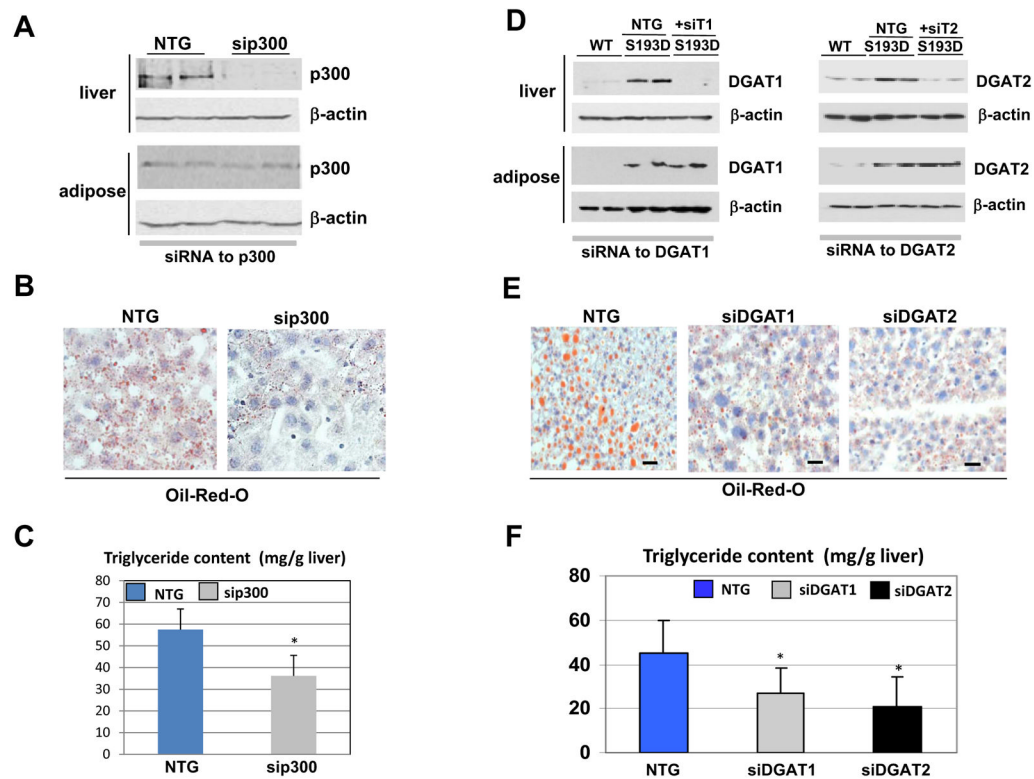 A
NTG sip300
liver
p300
β-actin
adipose
p300
β-actin
siRNA to p300
B
NTG sip300
Oil-Red-O
C
Triglyceride content (mg/g liver)
NTG sip300
80
70
60
50
40
30
20
10
0
*
NTG sip300
D
NTG +siT1
WT S193D S193D
liver
DGAT1
β-actin
adipose
DGAT1
β-actin
siRNA to DGAT1
NTG +siT2
WT S193D S193D
DGAT2
β-actin
DGAT2
β-actin
siRNA to DGAT2
E
NTG siDGAT1 siDGAT2
Oil-Red-O
F
Triglyceride content (mg/g liver)
NTG siDGAT1 siDGAT2
80
60
40
20
0
* *
NTG siDGAT1 siDGAT2